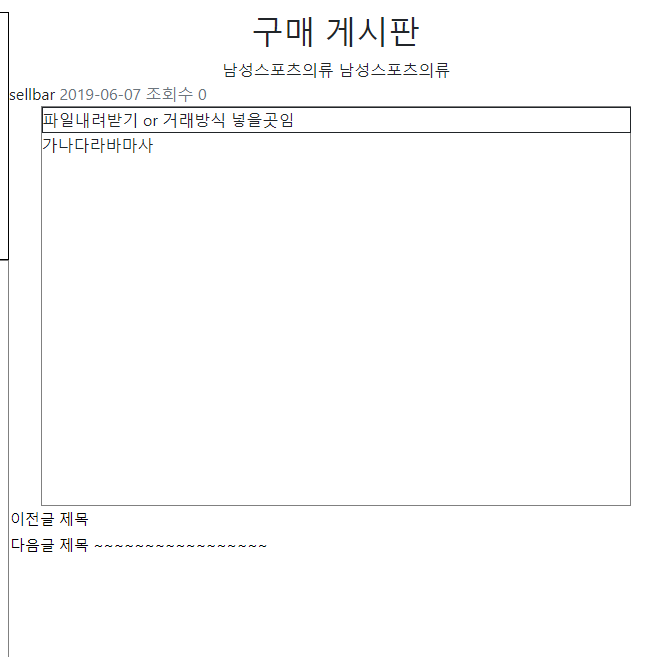 구매 게시판
남성스포츠의류 남성스포츠의류
sellbar 2019-06-07 조회수 0
파일내려받기 or 거래방식 넣을곳임
가나다라바마사
이전글 제목
다음글 제목 ~~~~~~~~~~~~~~~~~